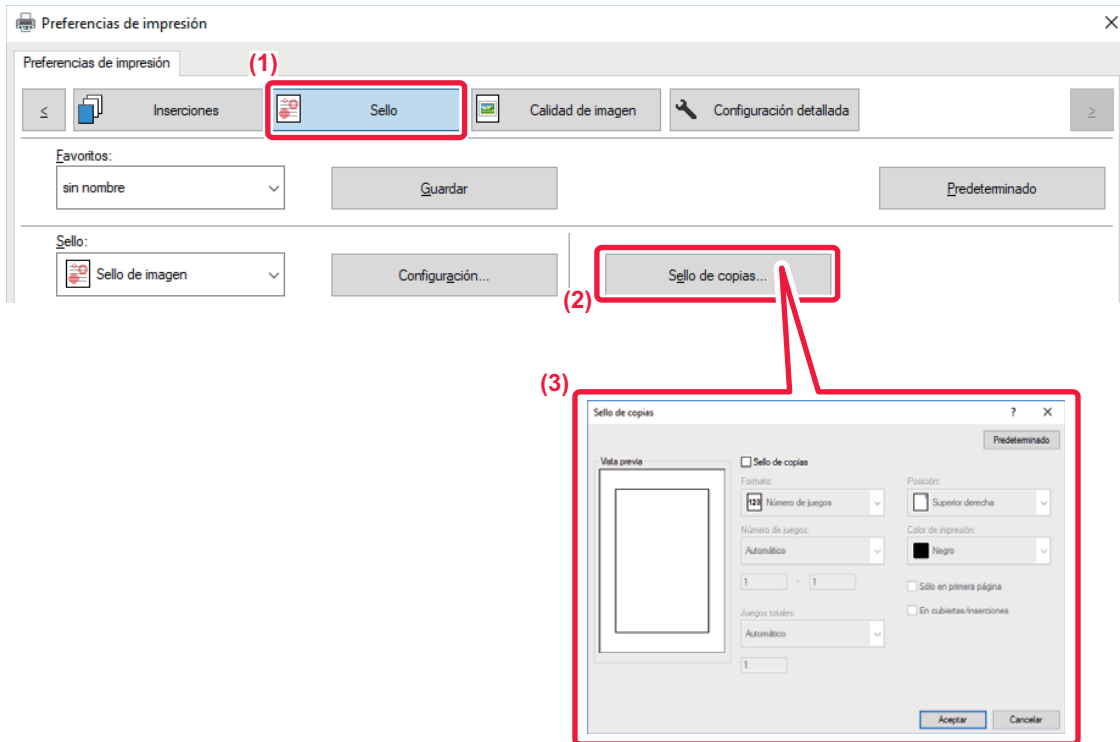 Preferencias de impresión
Preferencias de impresión
(1)
<
Inserciones
Sello
Calidad de imagen
Configuración detallada
>
Favoritos:
sin nombre
Guardar
Predeterminado
Sello:
Sello de imagen
Configuración...
Sello de copias...
(2)
(3)
Sello de copias
?
Predeterminado
Vista previa
Sello de copias
Formato:
123 Número de juegos
Posición:
Superior derecha
Número de juegos:
Automático
Color de impresión:
Negro
1 - 1
Sólo en primera página
En cubiertas/inserciones
Juegos totales:
Automático
1
Aceptar
Cancelar